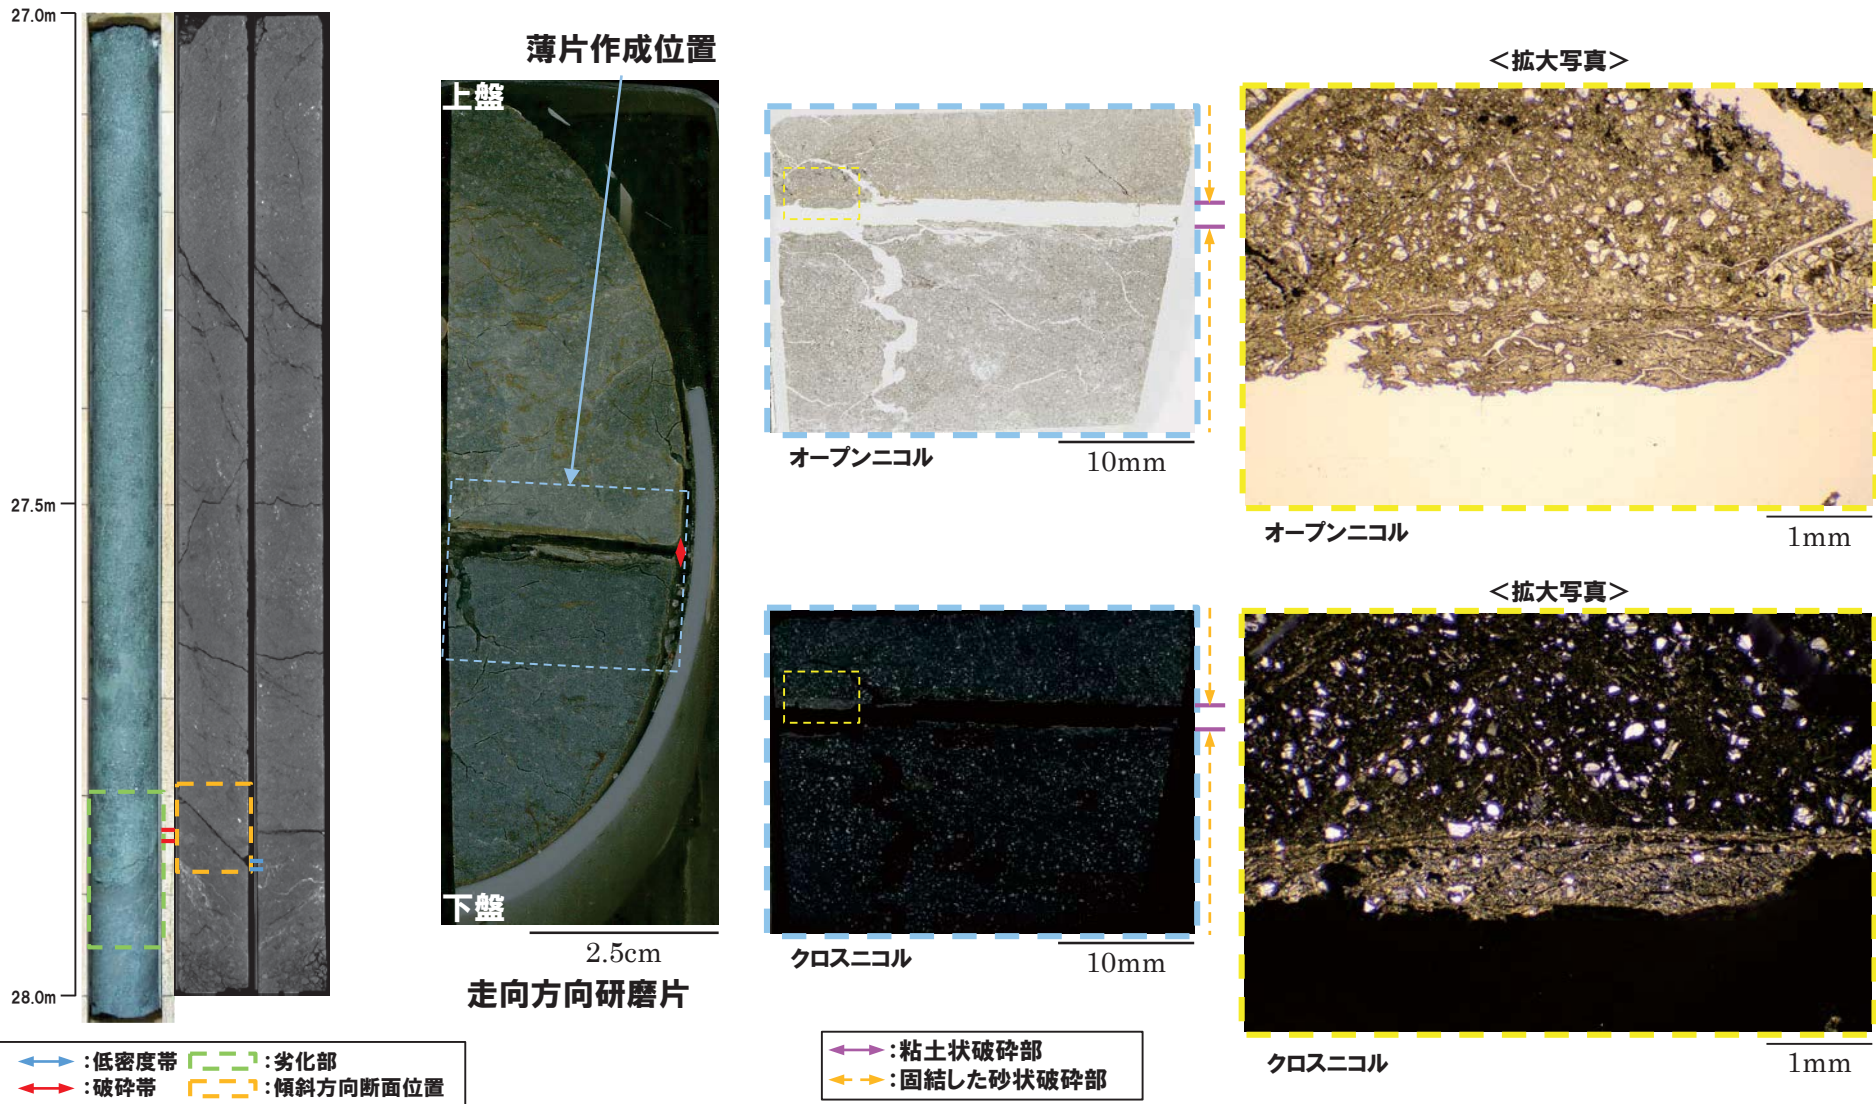 27.0m
27.5m
28.0m
薄片作成位置
上盤
下盤
2.5cm
走向方向研磨片
オープンニコル
10mm
クロスニコル
10mm
＜拡大写真＞
オープンニコル
1mm
＜拡大写真＞
クロスニコル
1mm
:低密度帯
:劣化部
:破砕帯
:傾斜方向断面位置
:粘土状破砕部
:固結した砂状破砕部